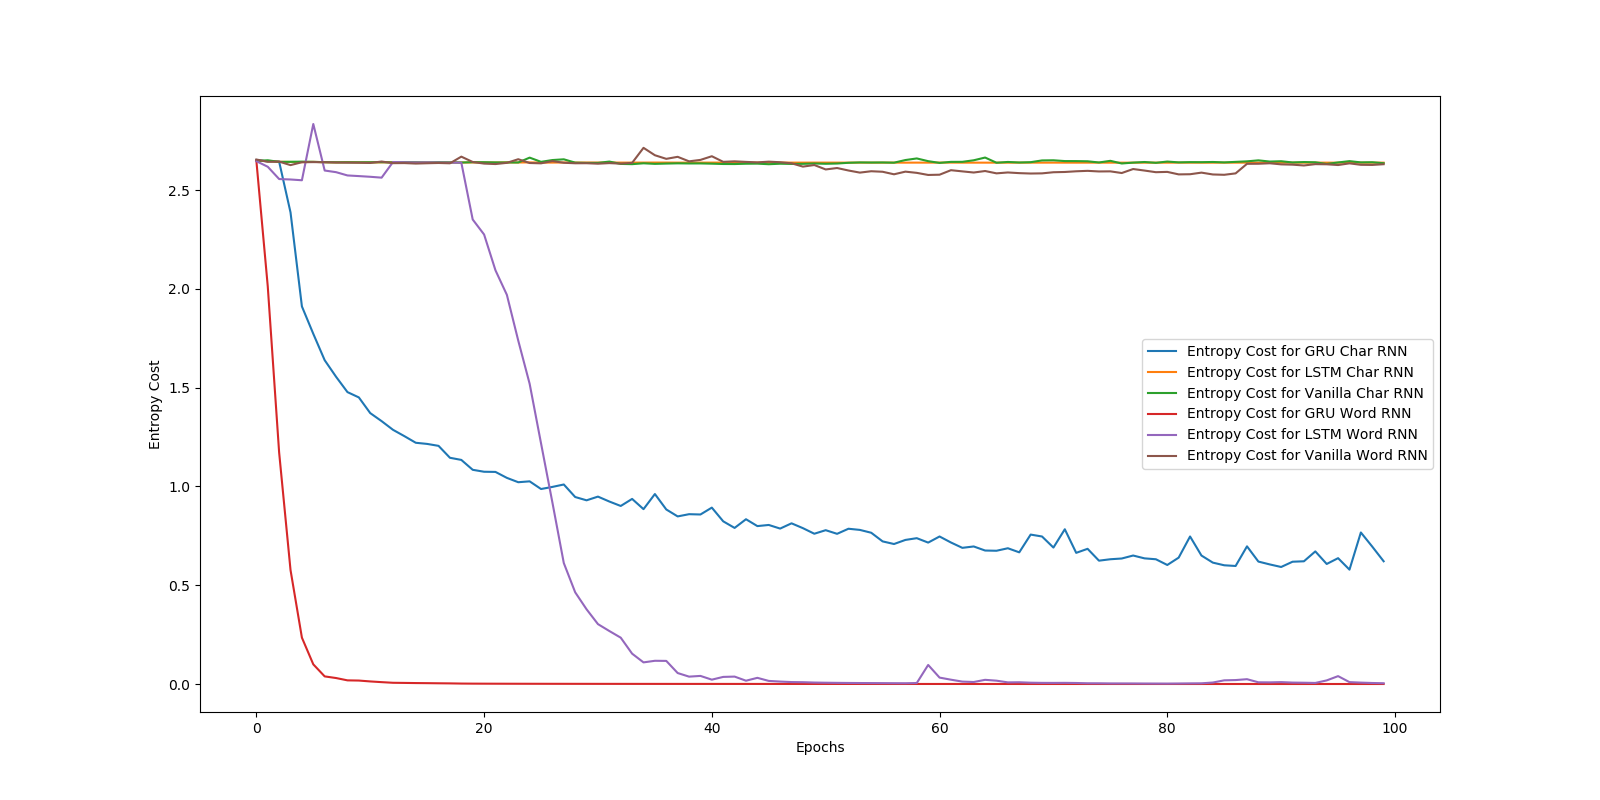 Entropy Cost
2.5
2.0
1.5
1.0
0.5
0.0
Entropy Cost for GRU Char RNN
Entropy Cost for LSTM Char RNN
Entropy Cost for Vanilla Char RNN
Entropy Cost for GRU Word RNN
Entropy Cost for LSTM Word RNN
Entropy Cost for Vanilla Word RNN
0 20 40 60 80 100
Epochs